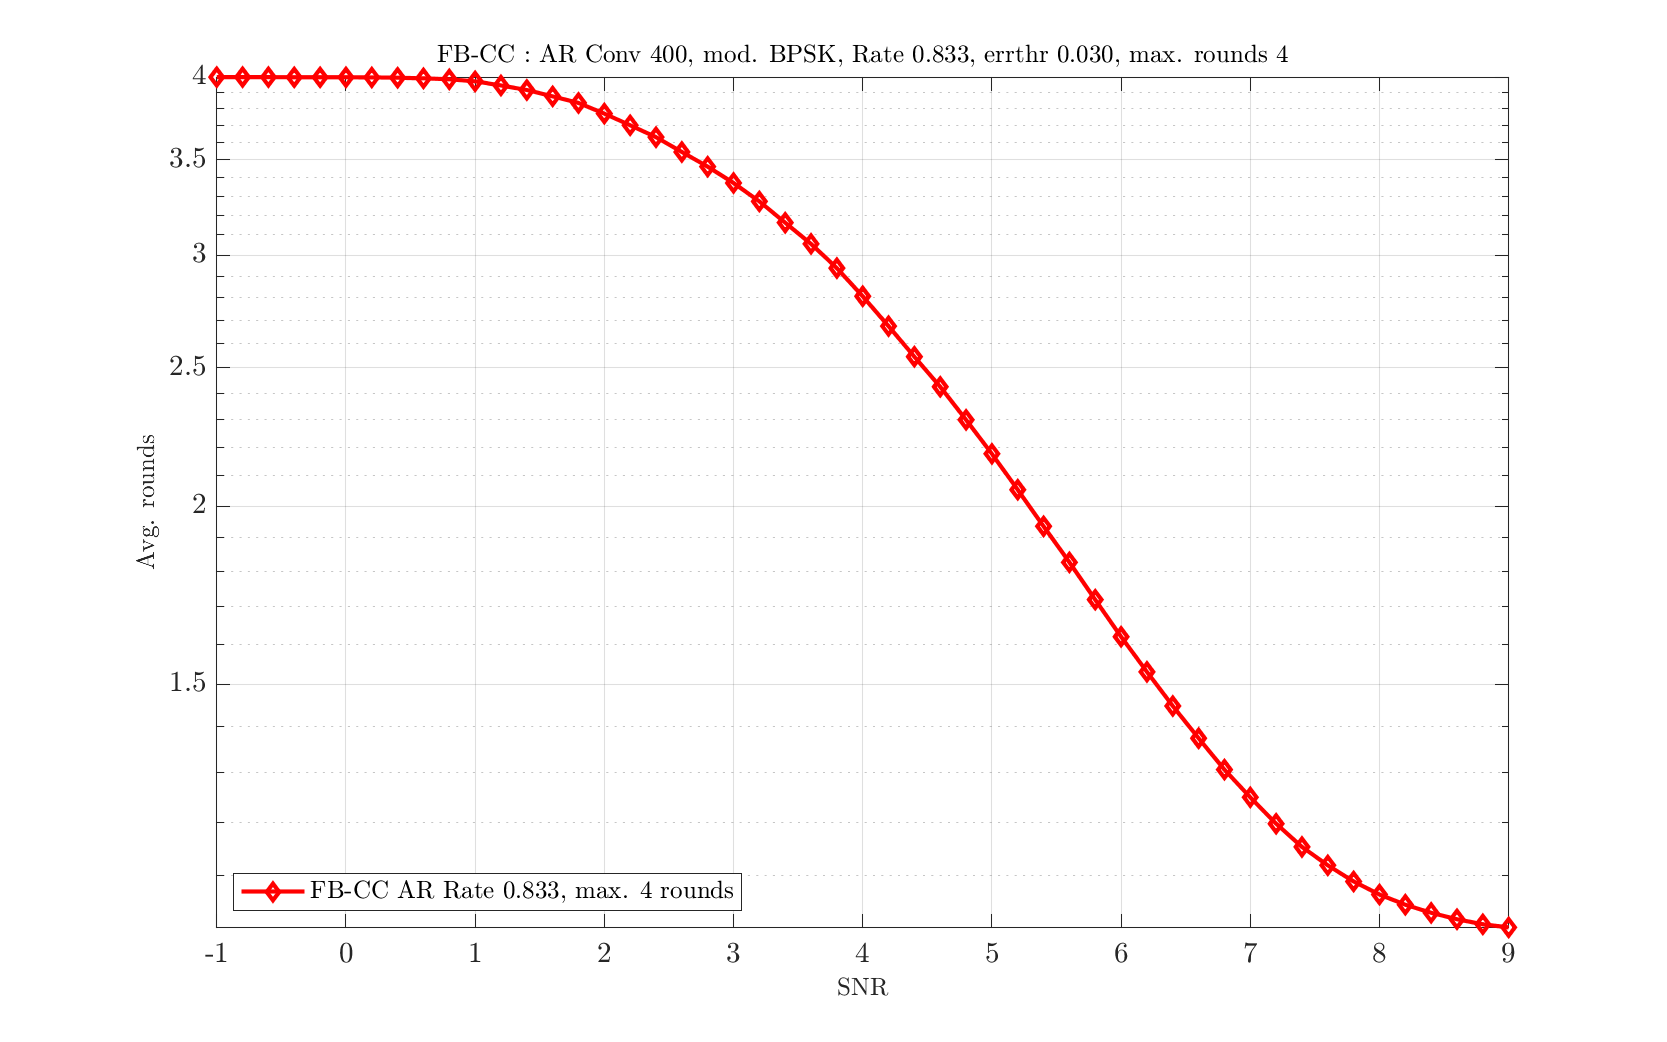 FB-CC : AR Conv 400, mod. BPSK, Rate 0.833, errthr 0.030, max. rounds 4
4
3.5
3
2.5
2
1.5
Avg. rounds
FB-CC AR Rate 0.833, max. 4 rounds
-1 0 1 2 3 4 5 6 7 8 9
SNR